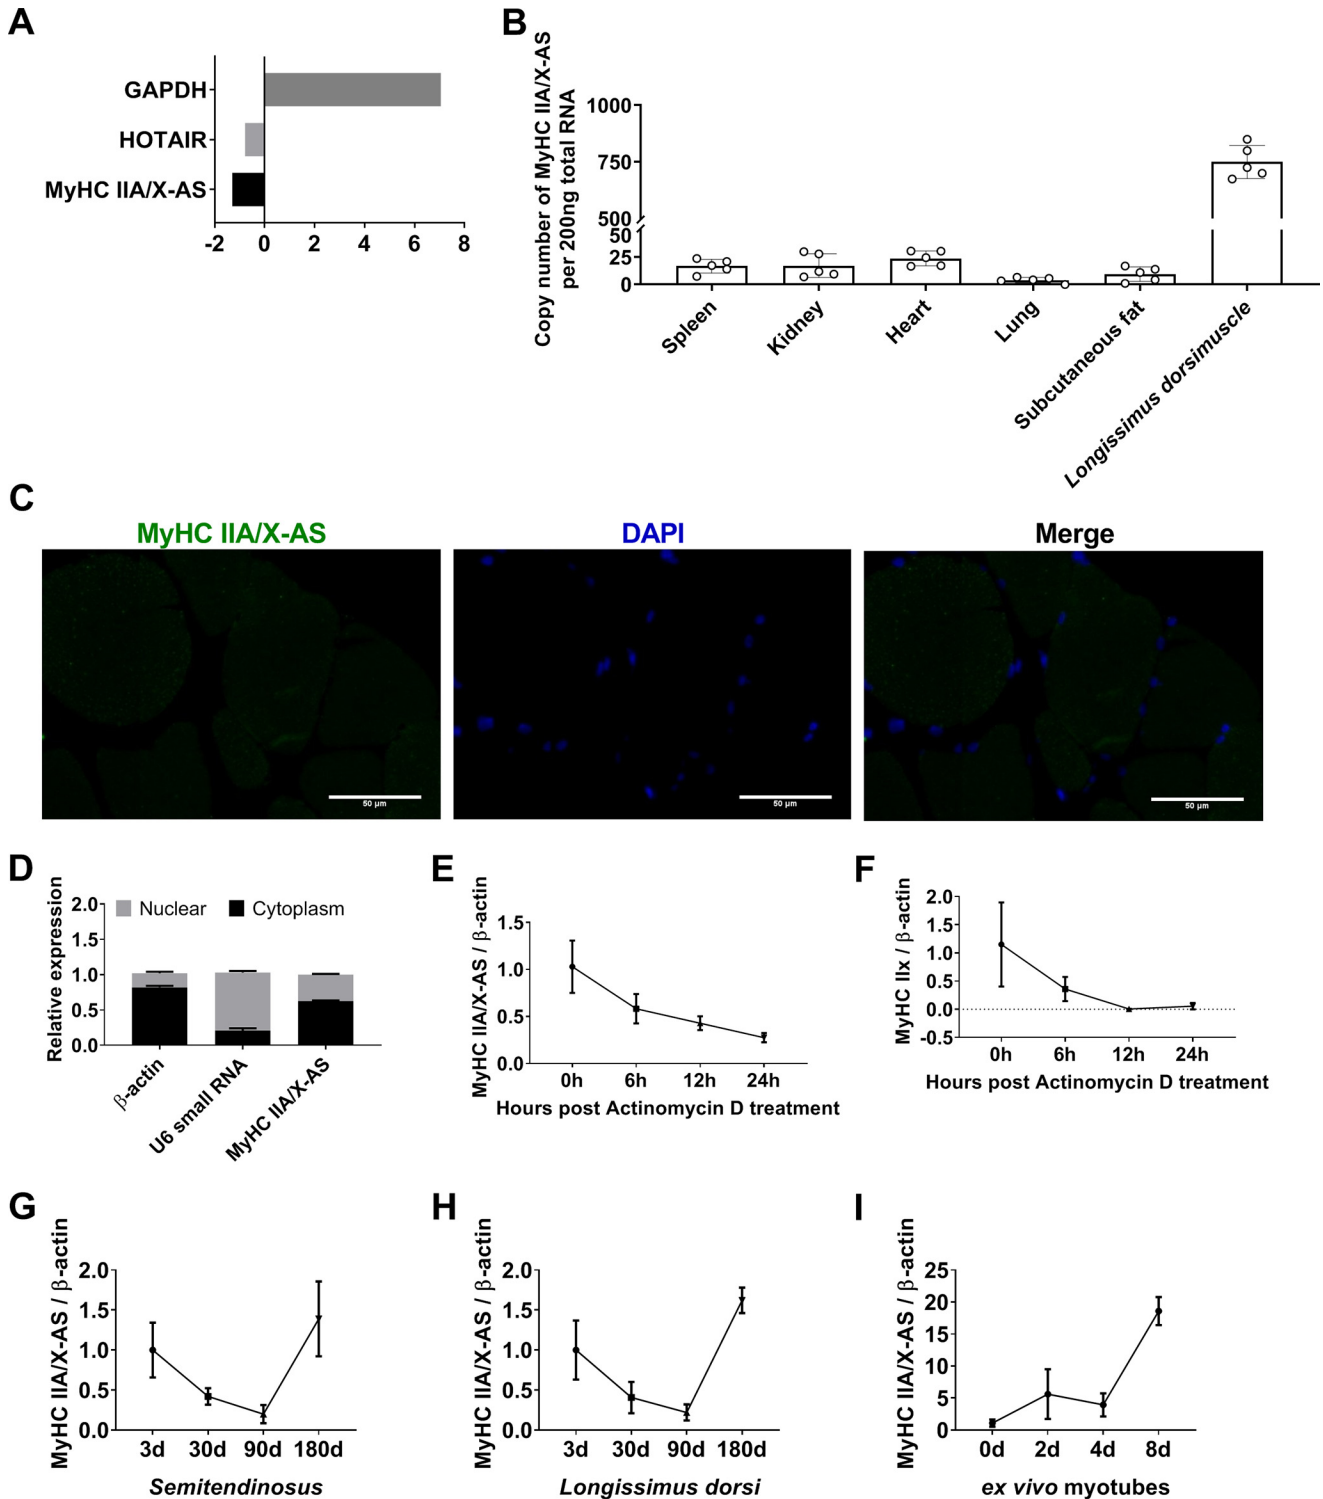 A
GAPDH
HOTAIR
MyHC IIA/X-AS
-2 0 2 4 6 8
B
Copy number of MyHC IIA/X-AS
per 200ng total RNA
1000
750
500
50
25
0
Spleen
Kidney
Heart
Lung
Subcutaneous fat
Longissimus dorsimuscle
C
MyHC IIA/X-AS
DAPI
Merge
50 µm
50 µm
50 µm
D
Relative expression
2.0
1.5
1.0
0.5
0.0
Nuclear
Cytoplasm
β-actin
U6 small RNA
MyHC IIA/X-AS
E
MyHC IIA/X-AS / β-actin
1.5
1.0
0.5
0.0
0h 6h 12h 24h
Hours post Actinomycin D treatment
F
MyHC IIx / β-actin
2.0
1.5
1.0
0.5
0.0
-0.5
0h 6h 12h 24h
Hours post Actinomycin D treatment
G
MyHC IIA/X-AS / β-actin
2.0
1.5
1.0
0.5
0.0
3d 30d 90d 180d
Semitendinosus
H
MyHC IIA/X-AS / β-actin
2.0
1.5
1.0
0.5
0.0
3d 30d 90d 180d
Longissimus dorsi
I
MyHC IIA/X-AS / β-actin
25
20
15
10
5
0
0d 2d 4d 8d
ex vivo myotubes